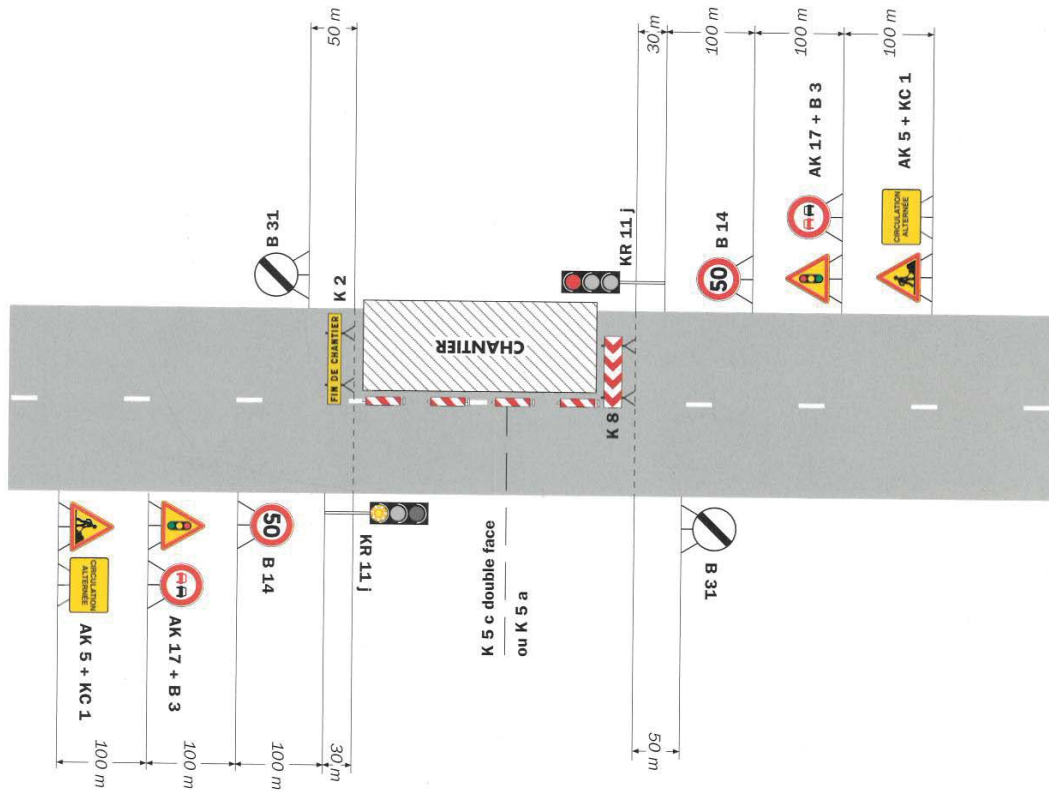 50 m
30 m
100 m
100 m
100 m
B 31
K 2
FIN DE CHANTIER
CHANTIER
KR 11 j
K 8
50
B 14
AK 17 + B 3
CIRCULATION
ALTERNÉE
AK 5 + KC 1
CIRCULATION
ALTERNÉE
AK 5 + KC 1
AK 17 + B 3
50
B 14
KR 11 j
K 5 c double face
ou K 5 a
B 31
100 m
100 m
100 m
30 m
50 m